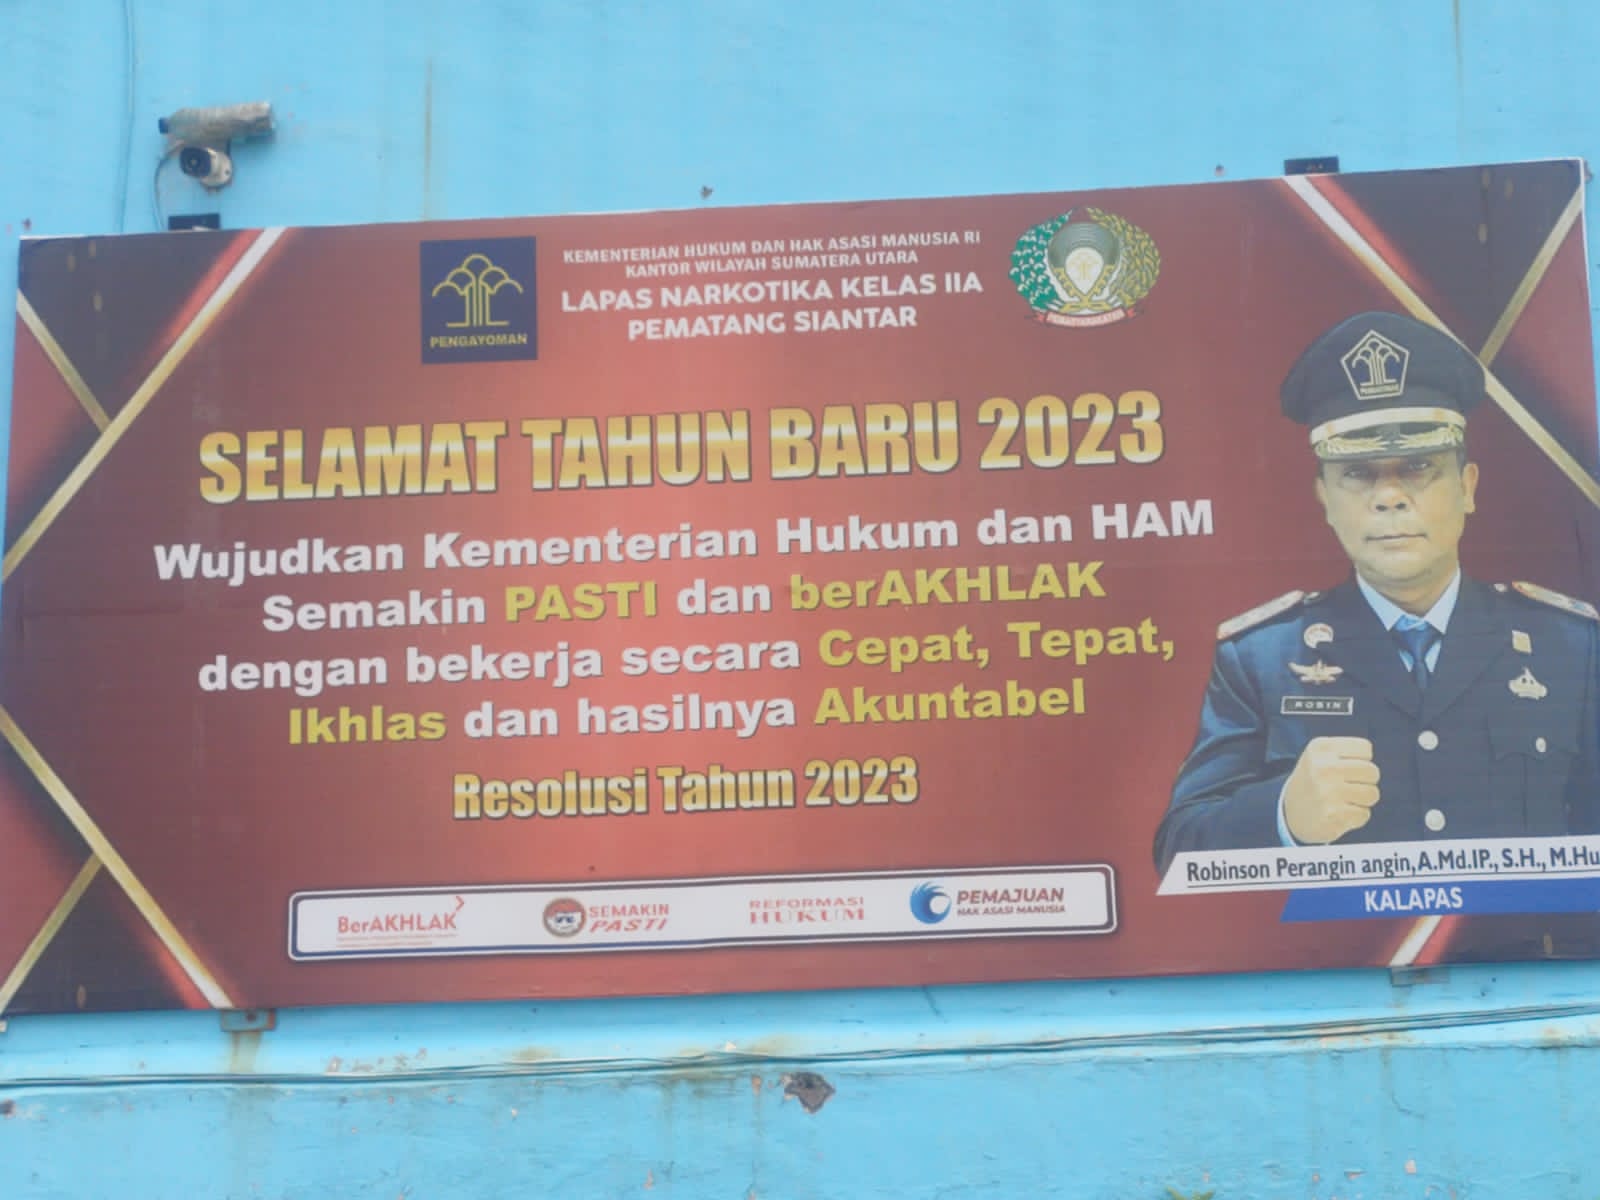 KEMENTERIAN HUKUM DAN HAK ASASI MANUSIA RI
KANTOR WILAYAH SUMATERA UTARA
LAPAS NARKOTIKA KELAS IIA
PEMATANG SIANTAR
PENGAYOMAN
PEMASYARAKATAN
SELAMAT TAHUN BARU 2023
Wujudkan Kementerian Hukum dan HAM
Semakin PASTI dan berAKHLAK
dengan bekerja secara Cepat, Tepat,
Ikhlas dan hasilnya Akuntabel
Resolusi Tahun 2023
PENGAYOMAN
ROBIN
Robinson Perangin angin,A.Md.IP., S.H., M.Hu
KALAPAS
BerAKHLAK
SEMAKIN
PASTI
REFORMASI
HUKUM
PEMAJUAN
HAK ASASI MANUSIA